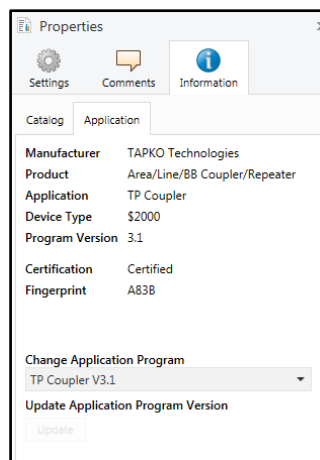 Properties
Settings Comments Information
Catalog Application
Manufacturer TAPKO Technologies
Product Area/Line/BB Coupler/Repeater
Application TP Coupler
Device Type $2000
Program Version 3.1
Certification Certified
Fingerprint A83B
Change Application Program
TP Coupler V3.1
Update Application Program Version
Update